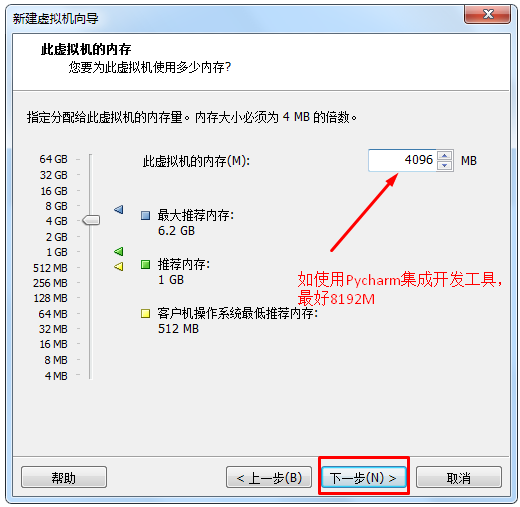 新建虚拟机向导
此虚拟机的内存
您要为此虚拟机使用多少内存?
指定分配给此虚拟机的内存量。内存大小必须为 4 MB 的倍数。
64 GB
32 GB
16 GB
8 GB
4 GB
2 GB
1 GB
512 MB
256 MB
128 MB
64 MB
32 MB
16 MB
8 MB
4 MB
此虚拟机的内存(M):
4096 MB
最大推荐内存:
6.2 GB
推荐内存:
1 GB
客户机操作系统最低推荐内存:
512 MB
如使用Pycharm集成开发工具,
最好8192M
帮助
< 上一步(B)
下一步(N) >
取消